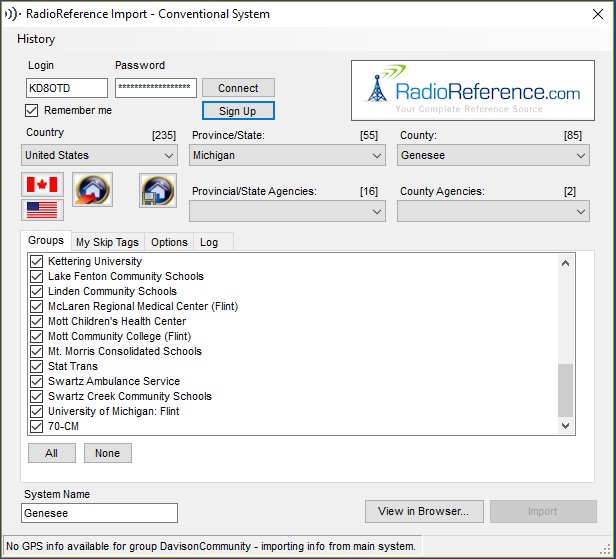 RadioReference Import - Conventional System
History
Login Password
KD8OTD ****************** Connect
Remember me Sign Up
RadioReference.com
Your Complete Reference Source
Country [235] Province/State: [55] County: [85]
United States Michigan Genesee
Provincial/State Agencies: [16] County Agencies: [2]
Groups My Skip Tags Options Log
Kettering University
Lake Fenton Community Schools
Linden Community Schools
McLaren Regional Medical Center (Flint)
Mott Children's Health Center
Mott Community College (Flint)
Mt. Morris Consolidated Schools
Stat Trans
Swartz Ambulance Service
Swartz Creek Community Schools
University of Michigan: Flint
70-CM
All None
System Name
Genesee View in Browser... Import
No GPS info available for group DavisonCommunity - importing info from main system.